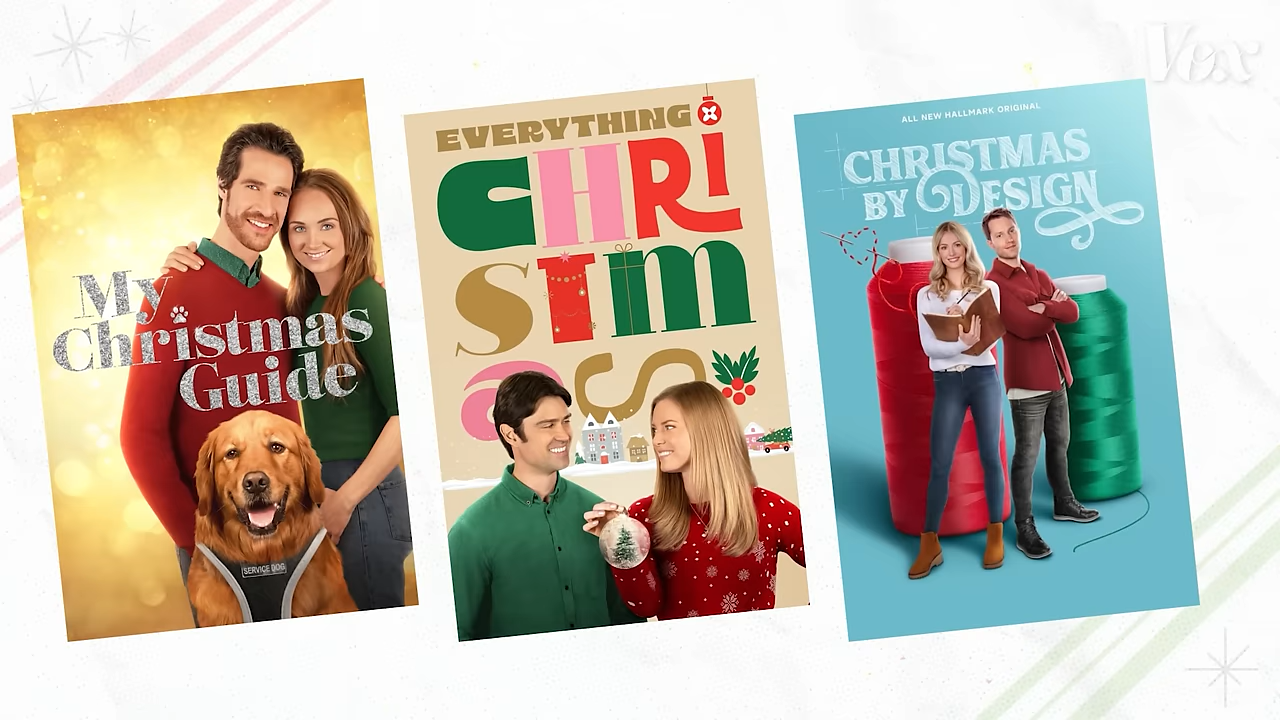 Vox
My
Christmas
Guide
SERVICE DOG
EVERYTHING
CHRI
STM
AS
ALL NEW HALLMARK ORIGINAL
CHRISTMAS
BY DESIGN